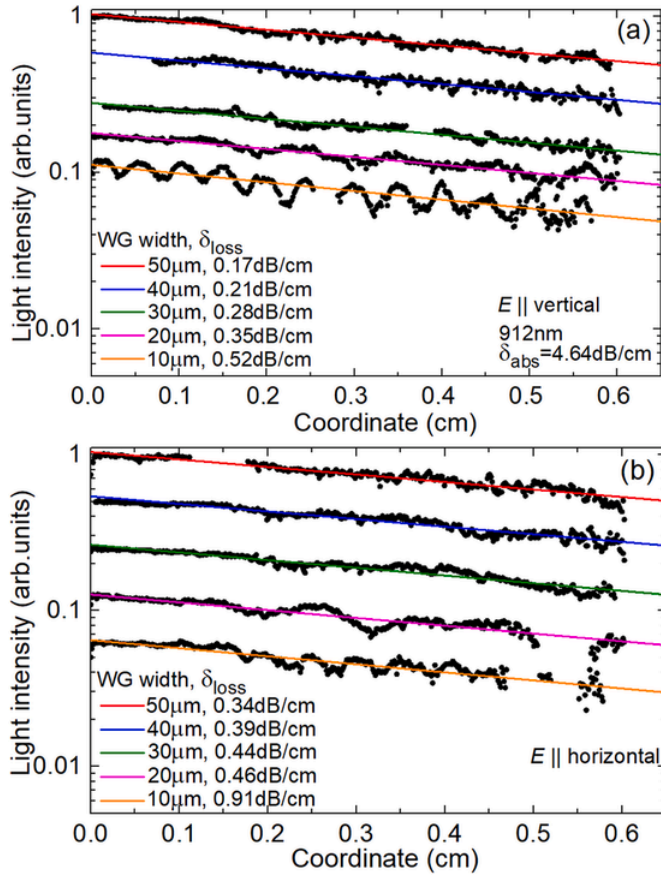 (a)
Light intensity (arb.units)
1
0.1
0.01
WG width, δloss
50μm, 0.17dB/cm
40μm, 0.21dB/cm
30μm, 0.28dB/cm
20μm, 0.35dB/cm
10μm, 0.52dB/cm
E || vertical
912nm
δabs=4.64dB/cm
0.0 0.1 0.2 0.3 0.4 0.5 0.6
Coordinate (cm)
(b)
Light intensity (arb.units)
1
0.1
0.01
WG width, δloss
50μm, 0.34dB/cm
40μm, 0.39dB/cm
30μm, 0.44dB/cm
20μm, 0.46dB/cm
10μm, 0.91dB/cm
E || horizontal
0.0 0.1 0.2 0.3 0.4 0.5 0.6
Coordinate (cm)